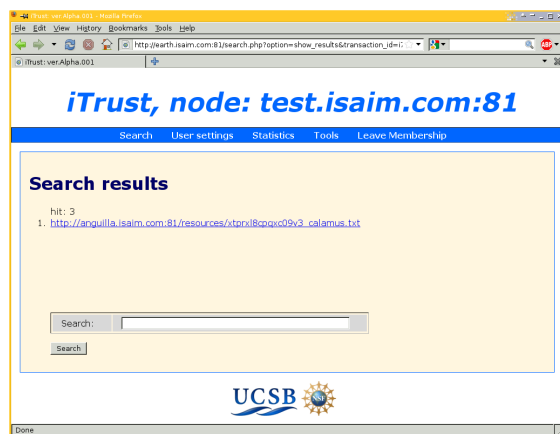 iTrust: ver Alpha.001 - Mozilla Firefox
File Edit View History Bookmarks Tools Help
http://earth.isaim.com:81/search.php?option=show_results&transaction_id=i
ABP
iTrust: ver.Alpha.001
iTrust, node: test.isaim.com:81
Search User settings Statistics Tools Leave Membership
Search results
hit: 3
1. http://anguilla.isaim.com:81/resources/xtprxl8cpqxc09v3_calamus.txt
Search:
Search
UCSB NSF
Done